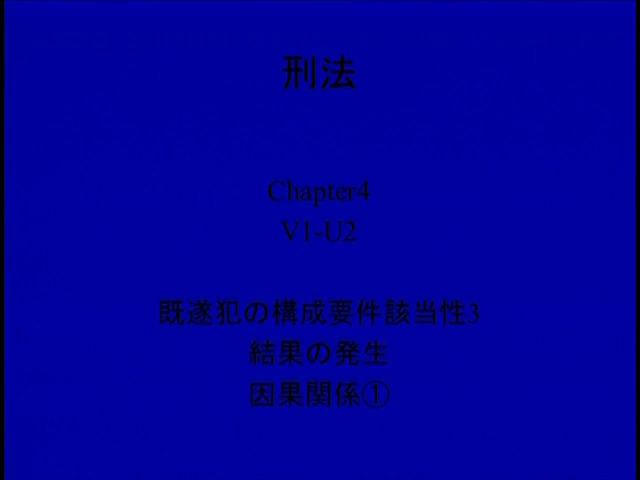 刑法
Chapter4
V1-U2
既遂犯の構成要件該当性3
結果の発生
因果関係①